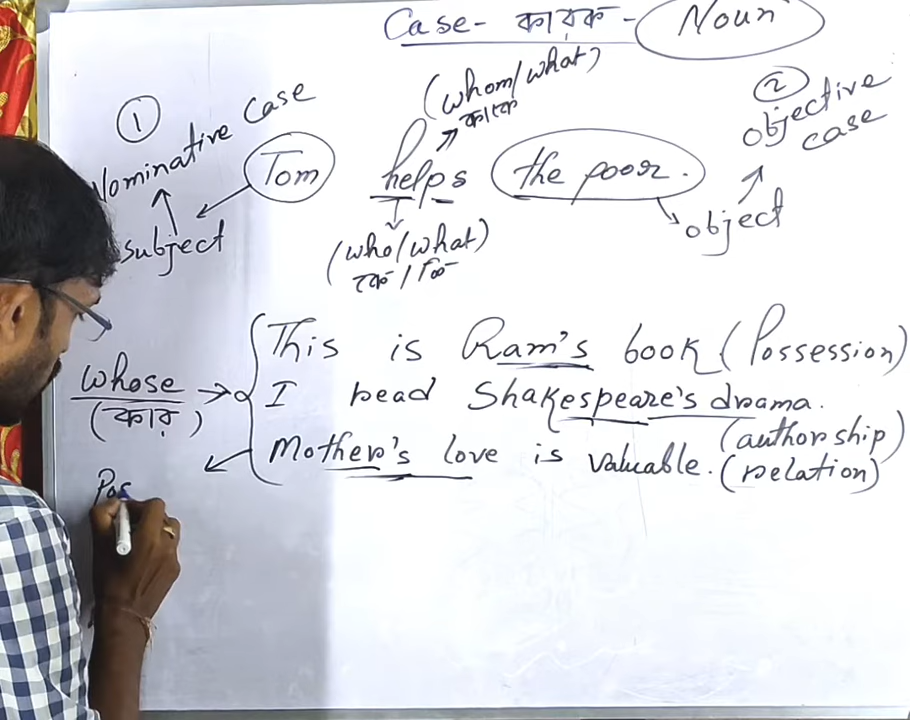 Case - কারক - Noun
(whom/what)
কাকে
①
Nominative Case
②
objective
case
Tom helps the poor.
subject
object
(who/what)
কে / কি
This is Ram's book (Possession)
whose
(কার)
I read Shakespeare's drama.
(authorship)
Mother's love is valuable. (relation)
Pos